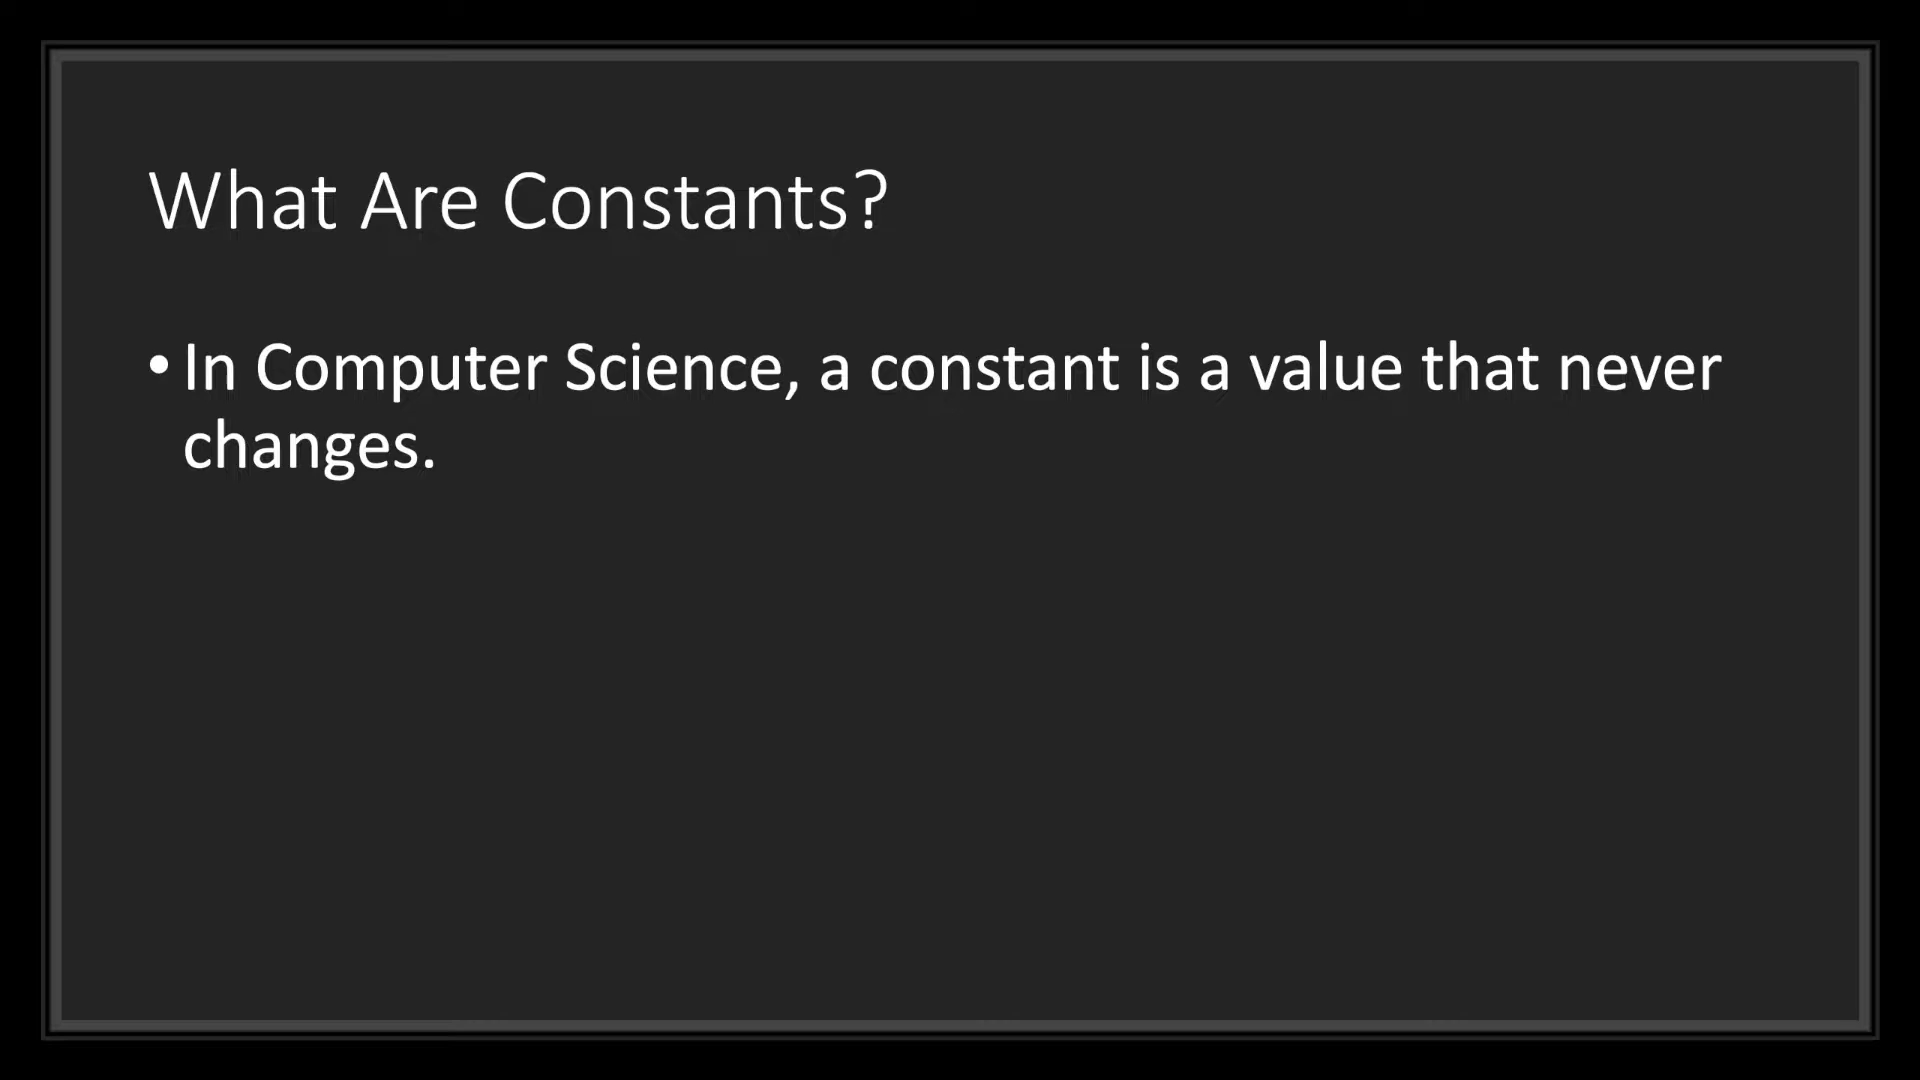 What Are Constants?
• In Computer Science, a constant is a value that never
changes.